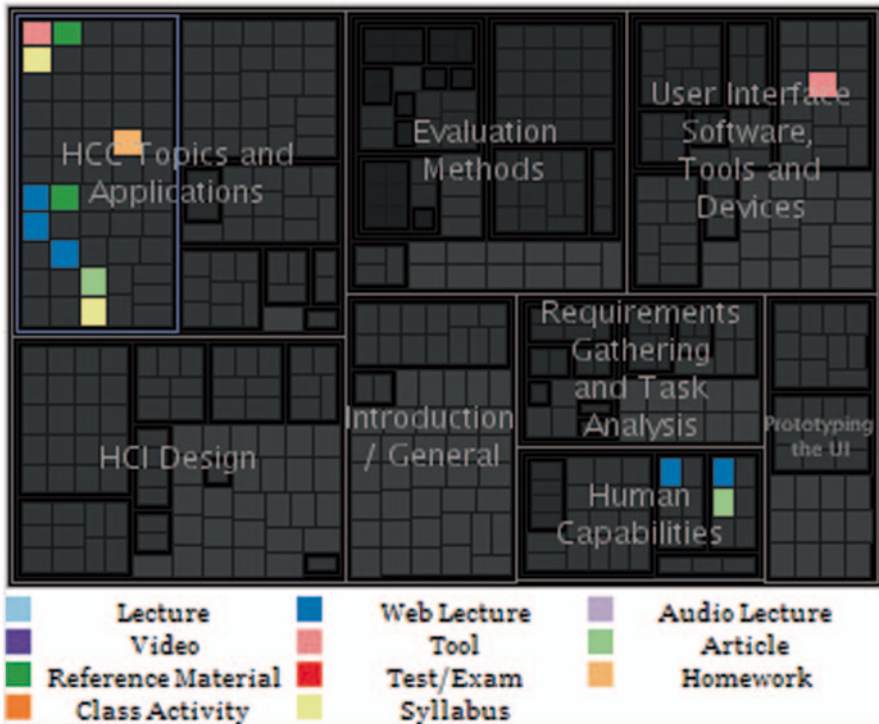 HCC Topics and
Applications
Evaluation
Methods
User Interface
Software,
Tools and
Devices
HCI Design
Introduction
/ General
Requirements
Gathering
and Task
Analysis
Human
Capabilities
Prototyping
the UI
Lecture
Web Lecture
Audio Lecture
Video
Tool
Article
Reference Material
Test/Exam
Homework
Class Activity
Syllabus